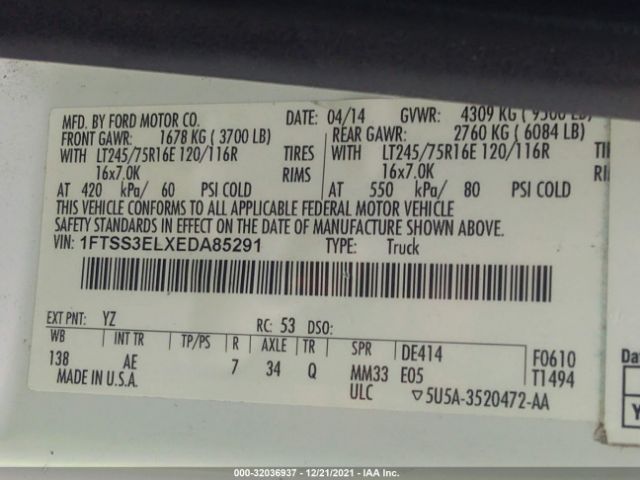 MFD. BY FORD MOTOR CO. DATE: 04/14 GVWR: 4309 KG (9500 LB)
FRONT GAWR: 1678 KG (3700 LB) REAR GAWR: 2760 KG (6084 LB)
WITH LT245/75R16E 120/116R TIRES WITH LT245/75R16E 120/116R
16x7.0K RIMS 16x7.0K
AT 420 kPa/ 60 PSI COLD AT 550 kPa/ 80 PSI COLD
THIS VEHICLE CONFORMS TO ALL APPLICABLE FEDERAL MOTOR VEHICLE
SAFETY STANDARDS IN EFFECT ON THE DATE OF MANUFACTURE SHOWN ABOVE.
VIN: 1FTSS3ELXEDA85291 TYPE: Truck
EXT PNT: YZ RC: 53 DSO:
WB INT TR TP/PS R AXLE TR SPR DE414 F0610
138 AE 7 34 Q MM33 E05 T1494
MADE IN U.S.A. ULC ▽5U5A-3520472-AA
000-32036937 - 12/21/2021 - IAA Inc.